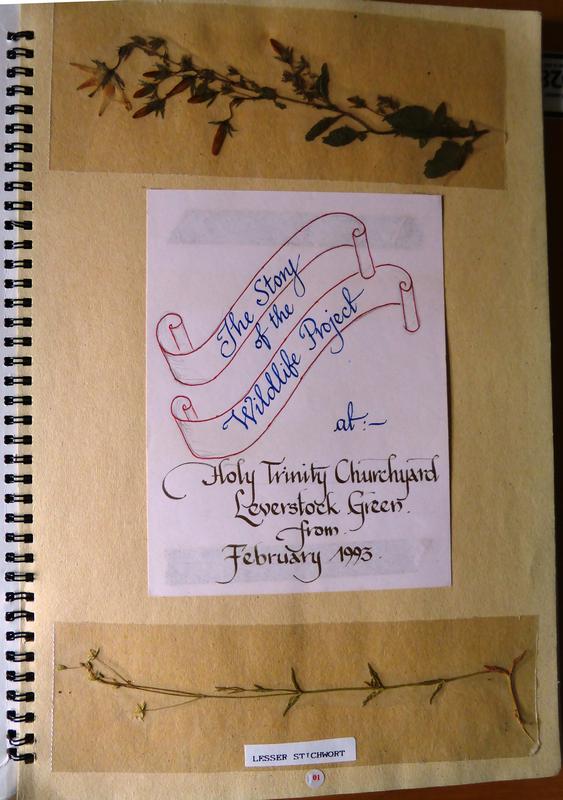 The Story
of the
Wildlife Project
at:-
Holy Trinity Churchyard
Leverstock Green.
from
February 1993.
LESSER STICHWORT
01